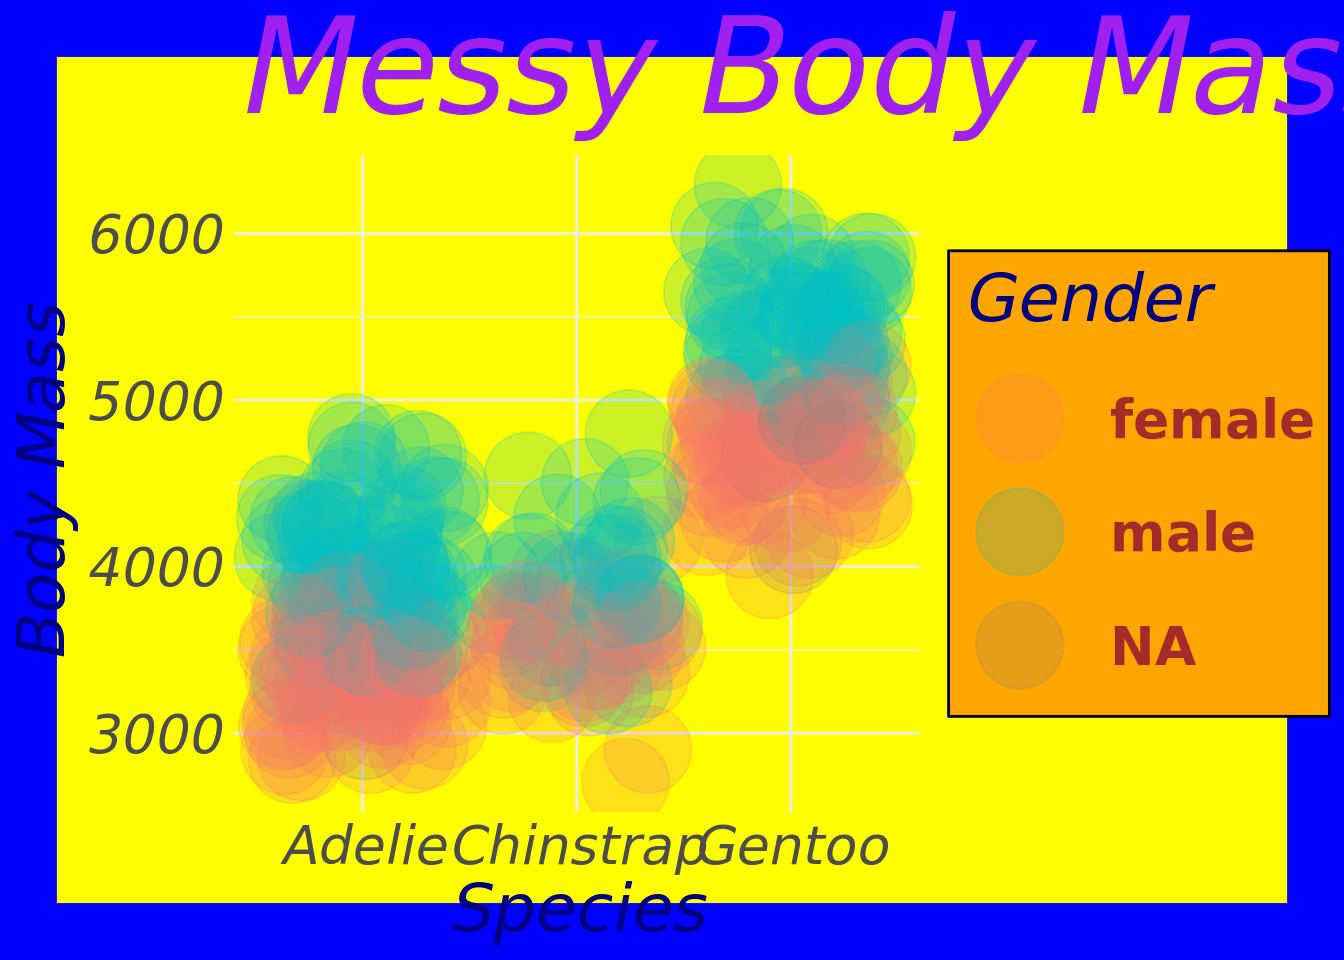 Messy Body Mas
6000
5000
4000
3000
Body Mass
Adelie Chinstrap Gentoo
Species
Gender
female
male
NA